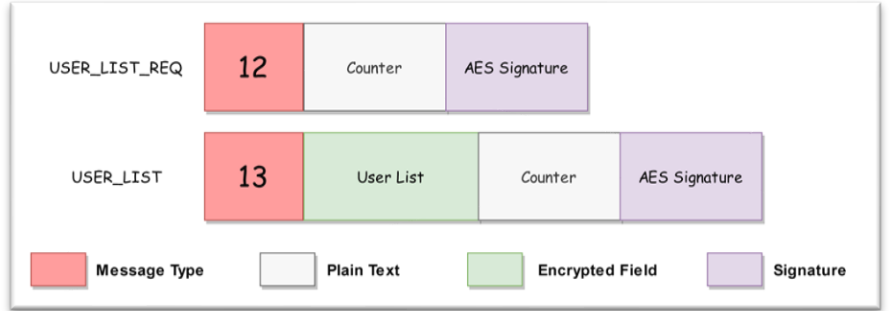 USER_LIST_REQ 12 Counter AES Signature
USER_LIST 13 User List Counter AES Signature
Message Type Plain Text Encrypted Field Signature